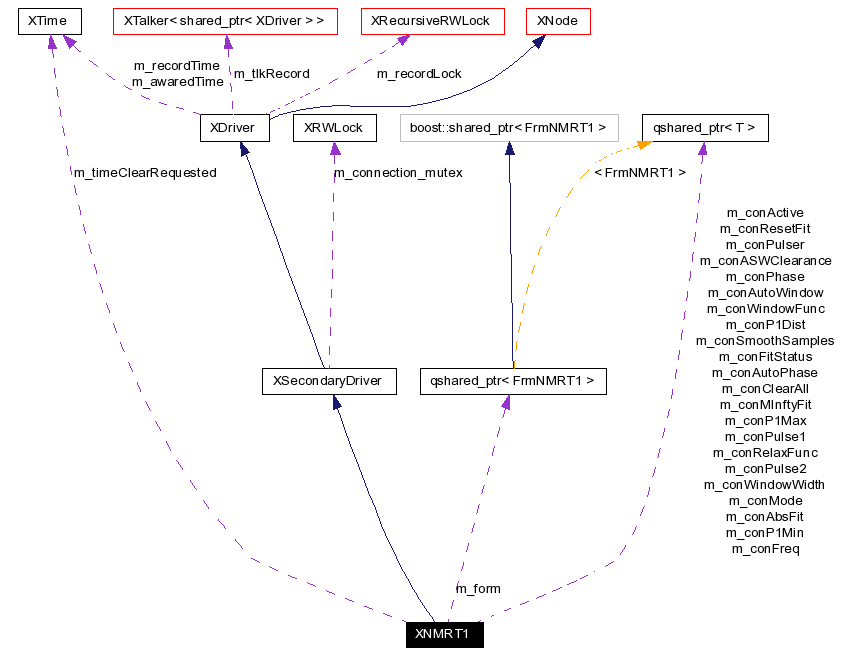 XTime
XTalker< shared_ptr< XDriver > >
XRecursiveRWLock
XNode
m_recordTime
m_awaredTime
m_tlkRecord
m_recordLock
XDriver
XRWLock
boost::shared_ptr< FrmNMRT1 >
qshared_ptr< T >
m_timeClearRequested
m_connection_mutex
< FrmNMRT1 >
m_conActive
m_conResetFit
m_conPulser
m_conASWClearance
m_conPhase
m_conAutoWindow
m_conWindowFunc
m_conP1Dist
m_conSmoothSamples
m_conFitStatus
m_conAutoPhase
m_conClearAll
m_conMInftyFit
m_conP1Max
m_conPulse1
m_conRelaxFunc
m_conPulse2
m_conWindowWidth
m_conMode
m_conAbsFit
m_conP1Min
m_conFreq
XSecondaryDriver
qshared_ptr< FrmNMRT1 >
m_form
XNMRT1